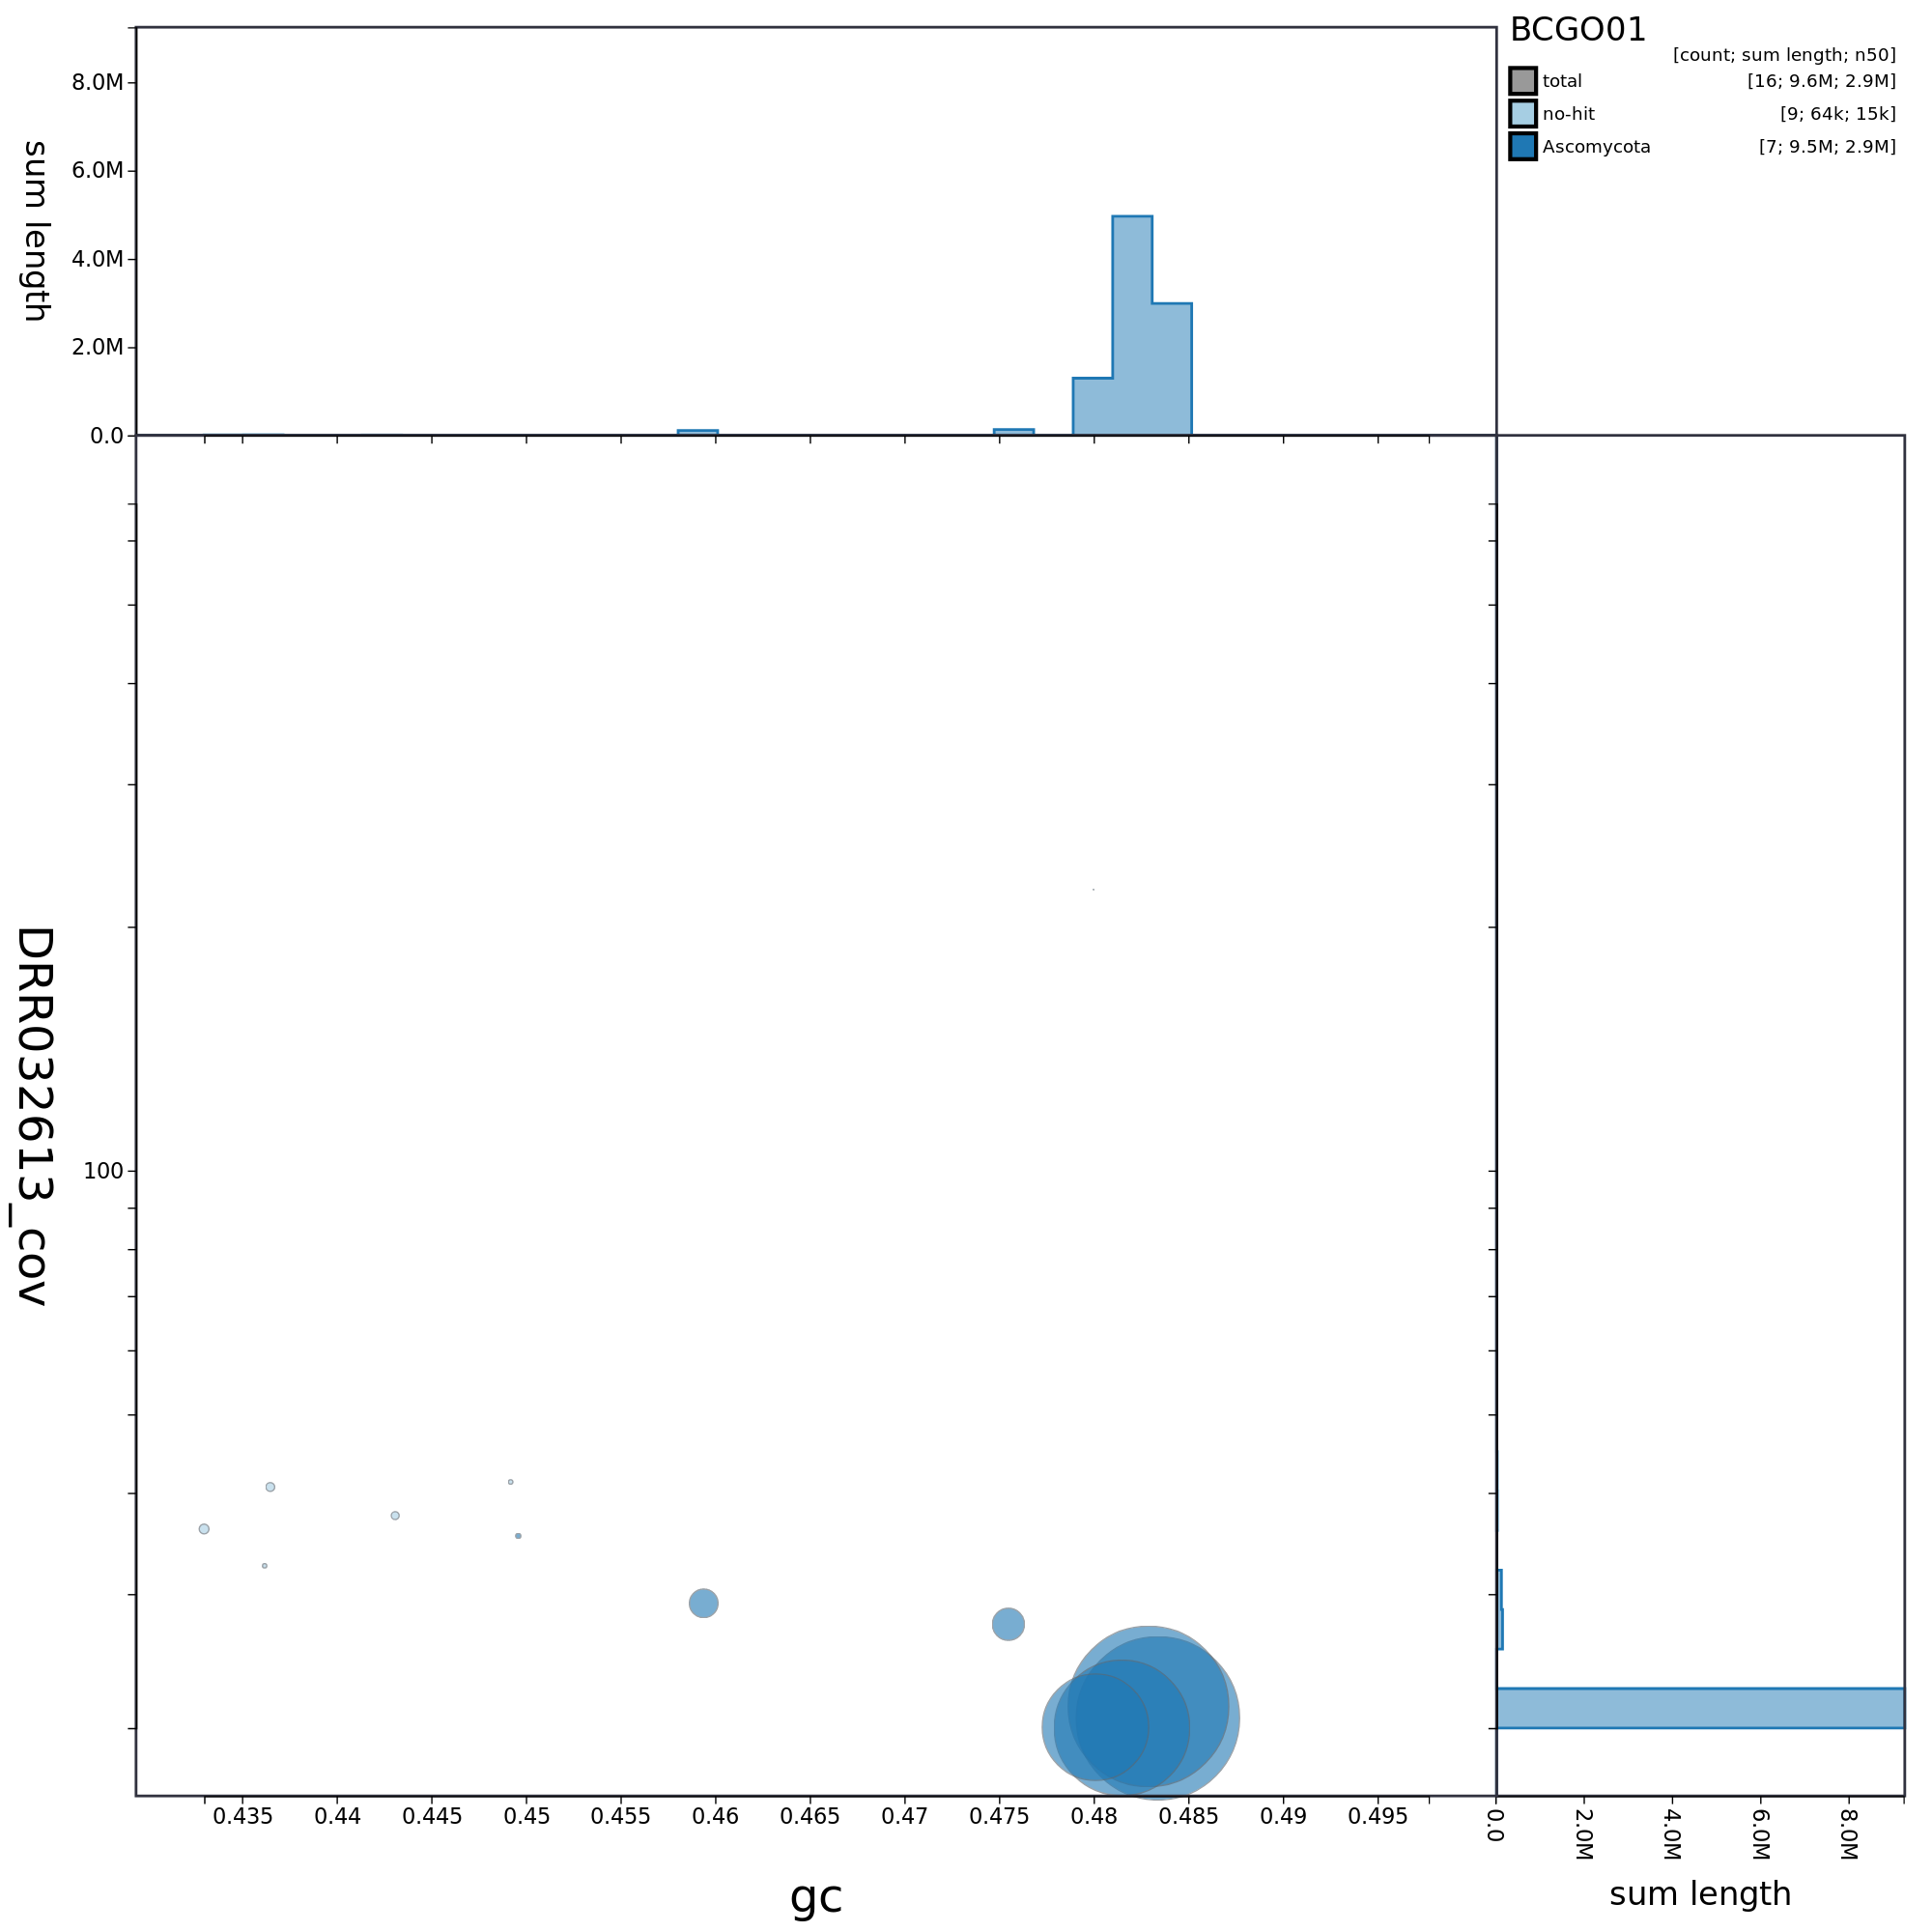 BCGO01
[count; sum length; n50]
total [16; 9.6M; 2.9M]
no-hit [9; 64k; 15k]
Ascomycota [7; 9.5M; 2.9M]
sum length
8.0M
6.0M
4.0M
2.0M
0.0
DRR032613_cov
100
0.435 0.44 0.445 0.45 0.455 0.46 0.465 0.47 0.475 0.48 0.485 0.49 0.495
gc
0.0 2.0M 4.0M 6.0M 8.0M
sum length